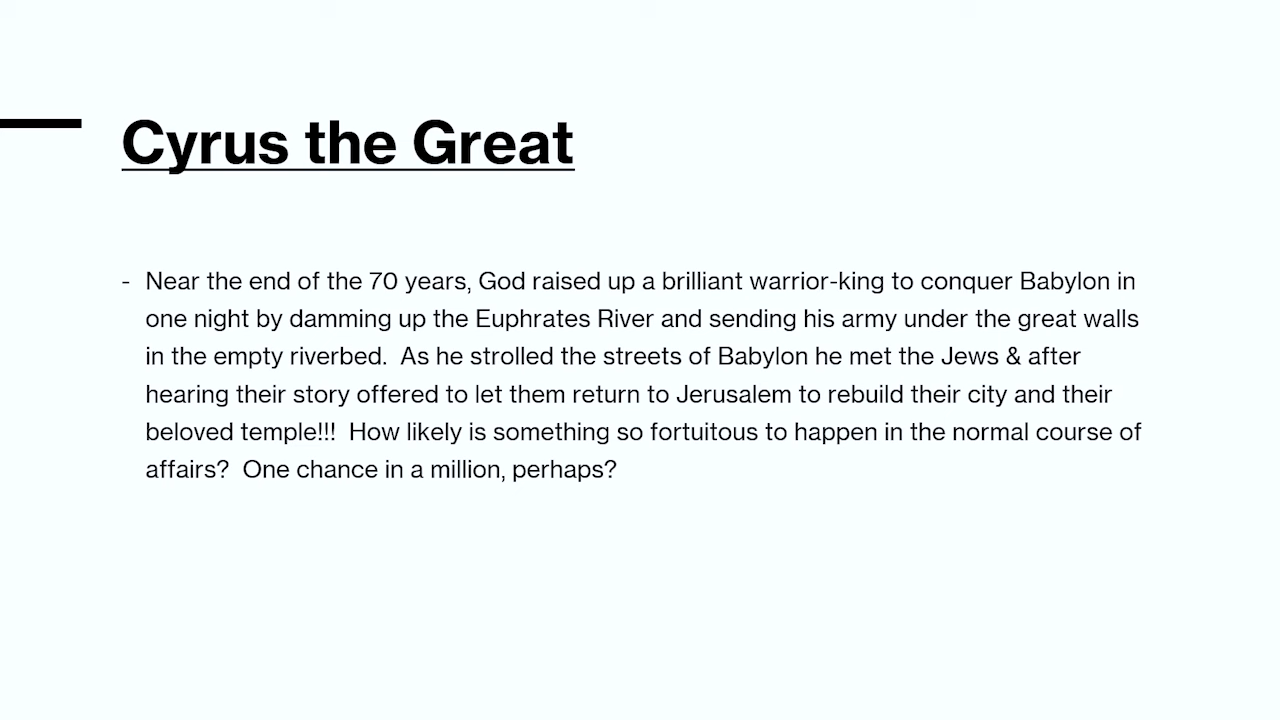 Cyrus the Great
- Near the end of the 70 years, God raised up a brilliant warrior-king to conquer Babylon in
one night by damming up the Euphrates River and sending his army under the great walls
in the empty riverbed.  As he strolled the streets of Babylon he met the Jews & after
hearing their story offered to let them return to Jerusalem to rebuild their city and their
beloved temple!!!  How likely is something so fortuitous to happen in the normal course of
affairs?  One chance in a million, perhaps?